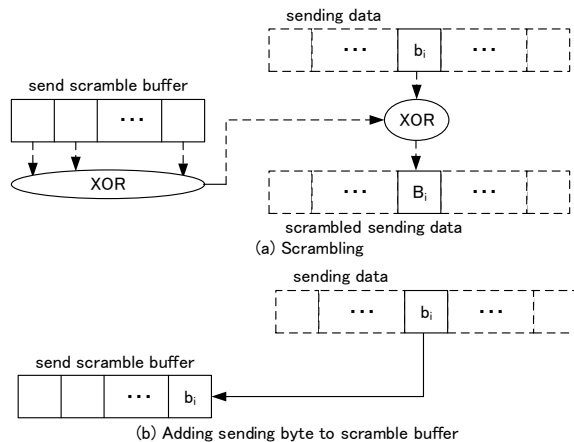 sending data
··· bi ···
send scramble buffer
···
XOR
XOR
··· Bi ···
scrambled sending data
(a) Scrambling
sending data
··· bi ···
send scramble buffer
··· bi
(b) Adding sending byte to scramble buffer